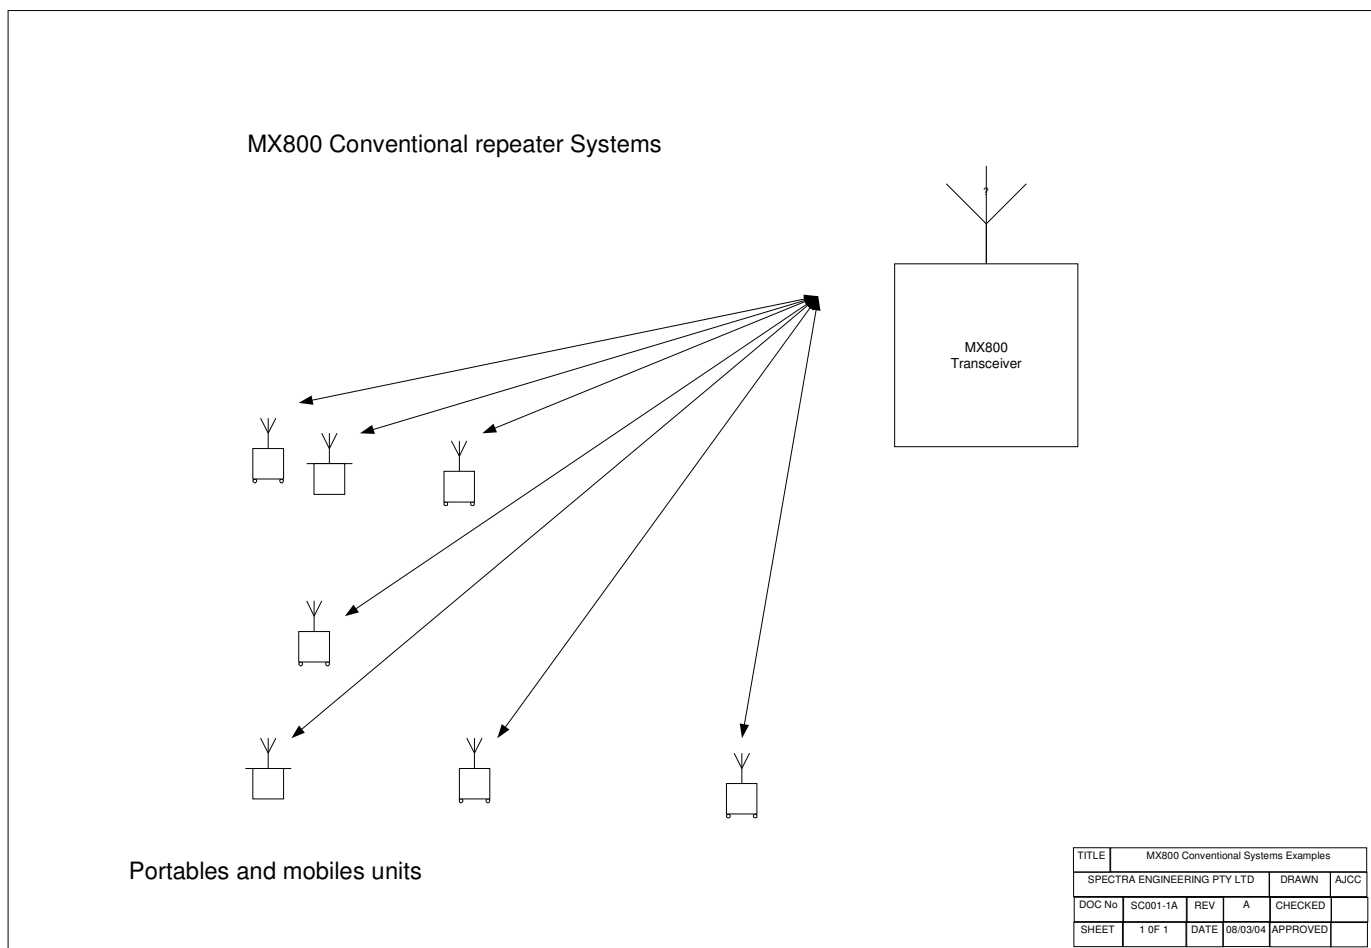 MX800 Conventional repeater Systems
?
MX800
Transceiver
Portables and mobiles units
TITLE MX800 Conventional Systems Examples
SPECTRA ENGINEERING PTY LTD DRAWN AJCC
DOC No SC001-1A REV A CHECKED
SHEET 1 0F 1 DATE 08/03/04 APPROVED